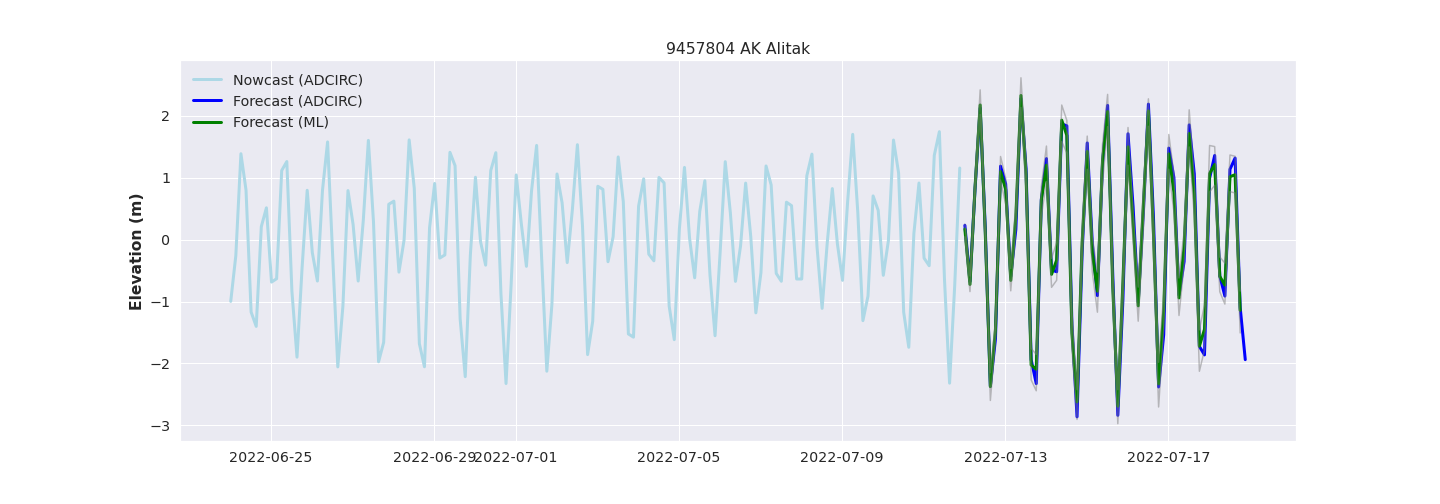 9457804 AK Alitak
Nowcast (ADCIRC)
Forecast (ADCIRC)
Forecast (ML)
Elevation (m)
2
1
0
−1
−2
−3
2022-06-25
2022-06-29
2022-07-01
2022-07-05
2022-07-09
2022-07-13
2022-07-17